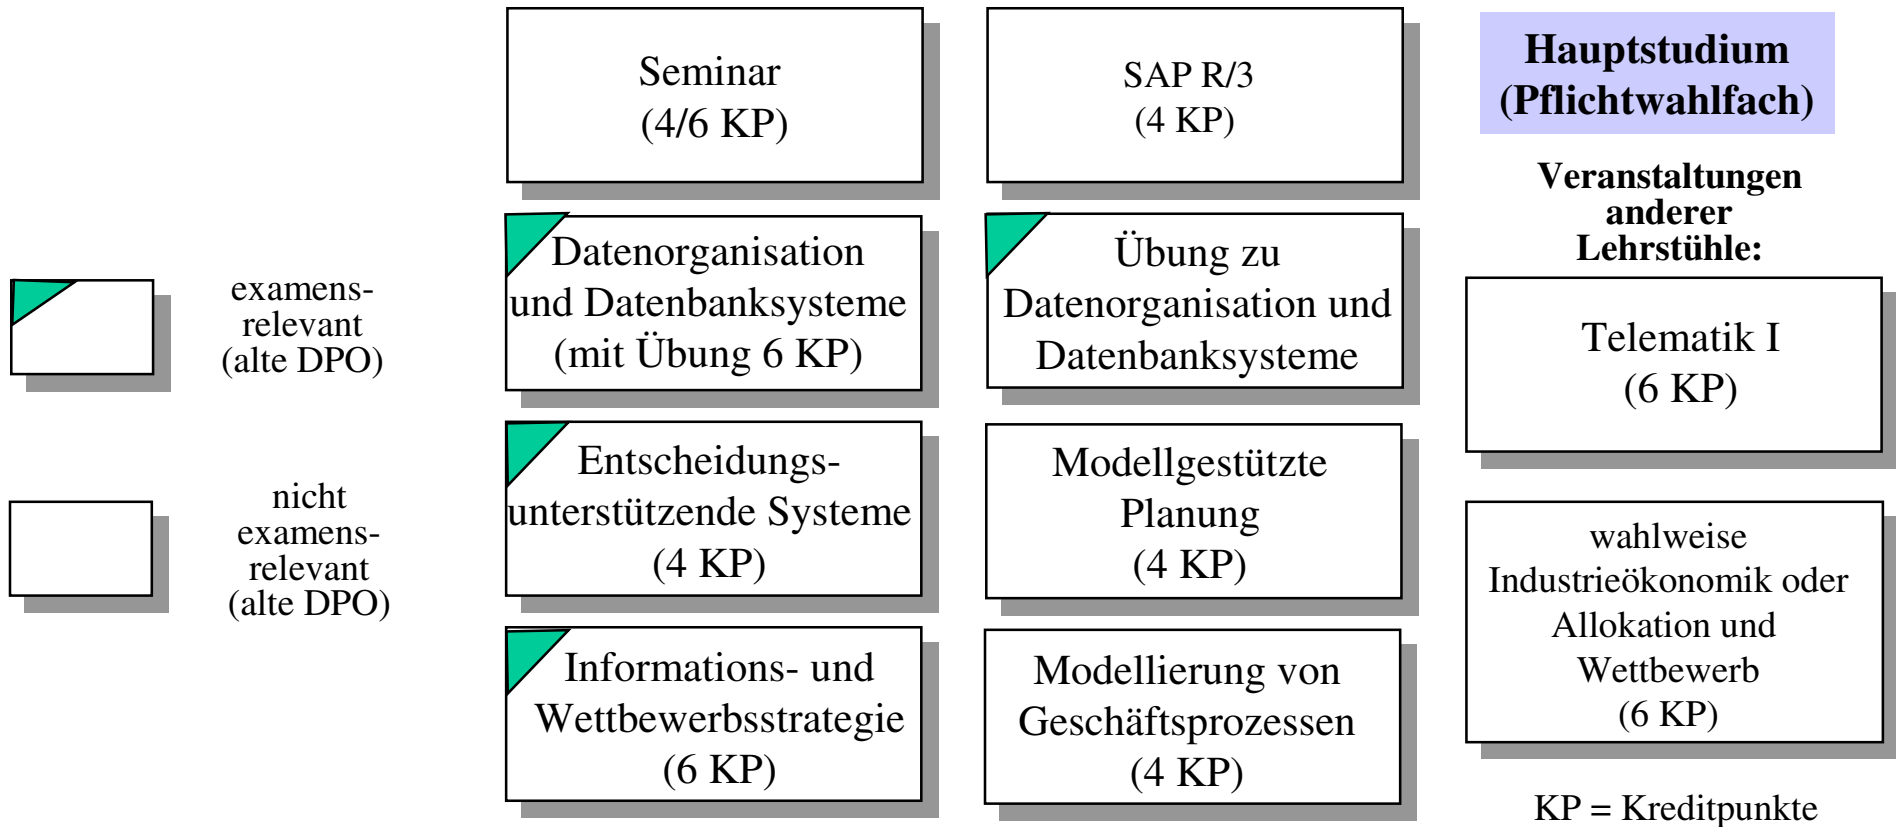 Seminar
(4/6 KP)
SAP R/3
(4 KP)
Hauptstudium
(Pflichtwahlfach)
Veranstaltungen
anderer
Lehrstühle:
examens-
relevant
(alte DPO)
Datenorganisation
und Datenbanksysteme
(mit Übung 6 KP)
Übung zu
Datenorganisation und
Datenbanksysteme
Telematik I
(6 KP)
nicht
examens-
relevant
(alte DPO)
Entscheidungs-
unterstützende Systeme
(4 KP)
Modellgestützte
Planung
(4 KP)
wahlweise
Industrieökonomik oder
Allokation und
Wettbewerb
(6 KP)
Informations- und
Wettbewerbsstrategie
(6 KP)
Modellierung von
Geschäftsprozessen
(4 KP)
KP = Kreditpunkte